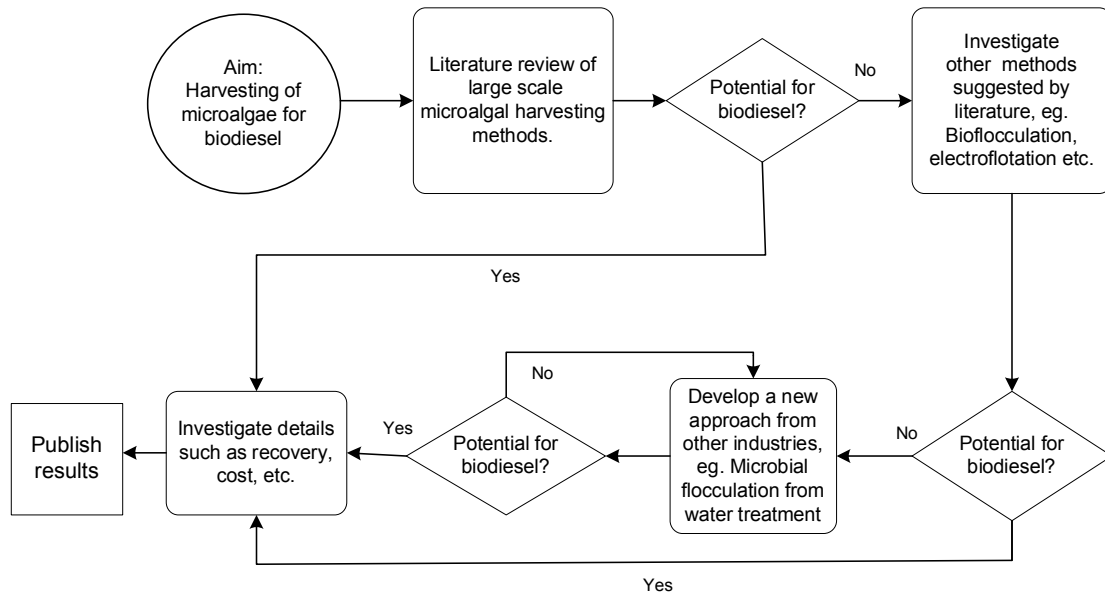 Aim:
Harvesting of
microalgae for
biodiesel
Literature review of
large scale
microalgal harvesting
methods.
Potential for
biodiesel?
No
Investigate
other methods
suggested by
literature, eg.
Bioflocculation,
electroflotation etc.
Yes
No
Potential for
biodiesel?
No
Develop a new
approach from
other industries,
eg. Microbial
flocculation from
water treatment
Potential for
biodiesel?
Yes
Investigate details
such as recovery,
cost, etc.
Publish
results
Yes